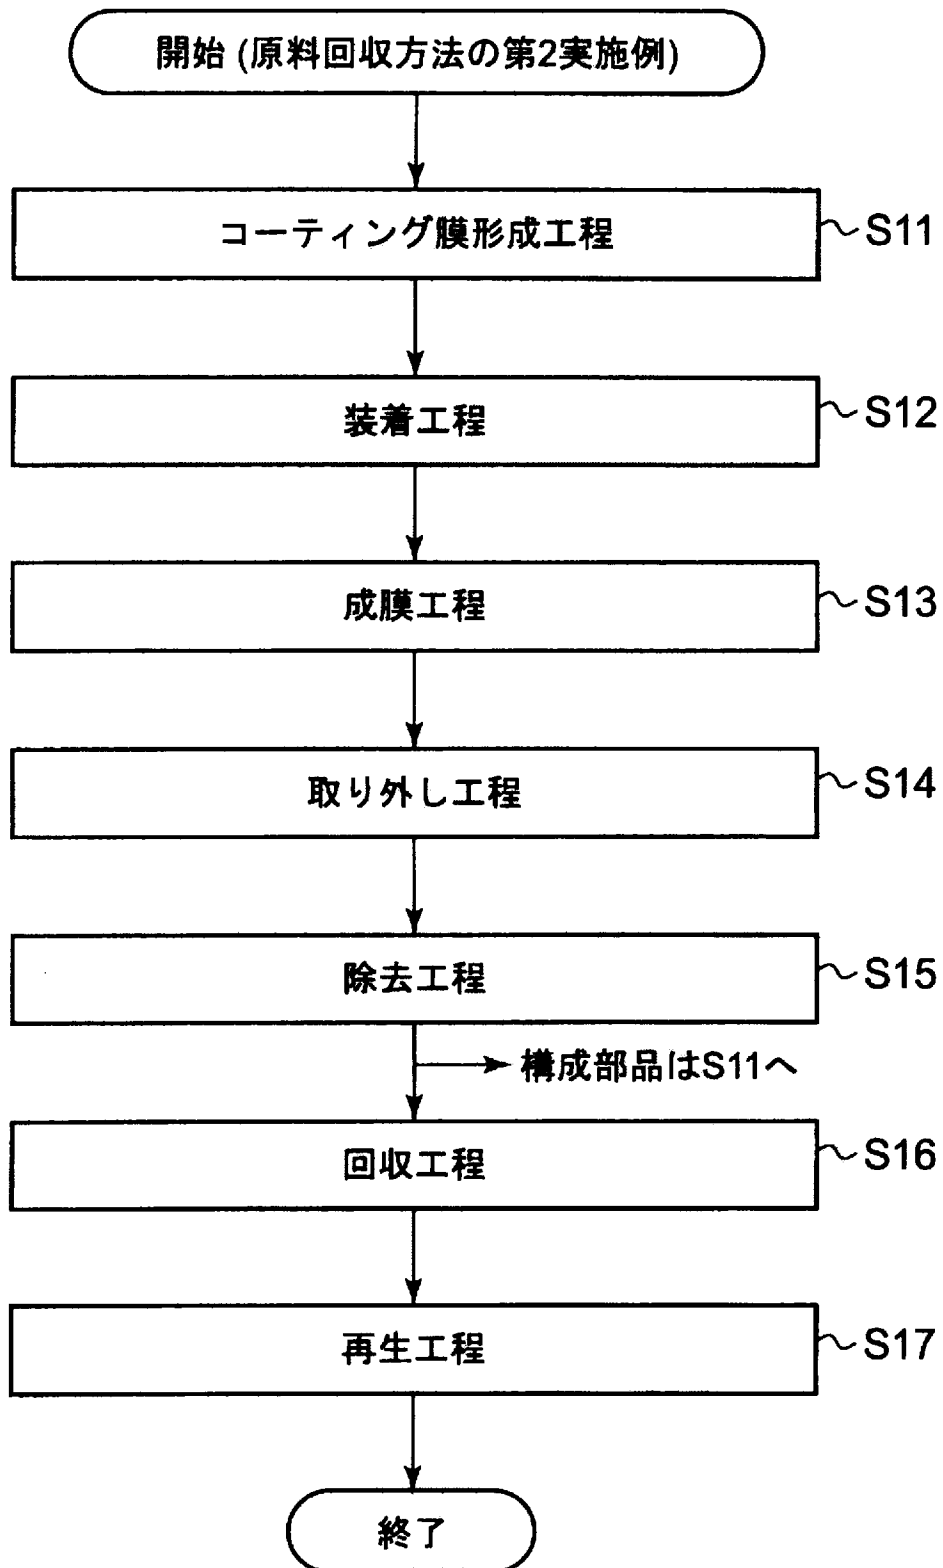 開始 (原料回収方法の第2実施例)
コーティング膜形成工程
S11
装着工程
S12
成膜工程
S13
取り外し工程
S14
除去工程
S15
構成部品はS11へ
回収工程
S16
再生工程
S17
終了